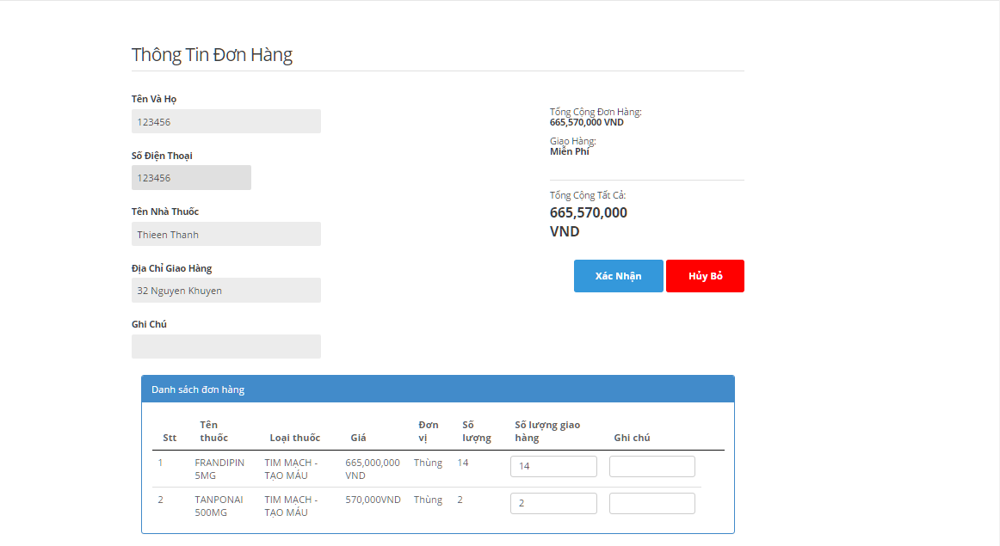 Thông Tin Đơn Hàng
Tên Và Họ
123456
Số Điện Thoại
123456
Tên Nhà Thuốc
Thieen Thanh
Địa Chỉ Giao Hàng
32 Nguyen Khuyen
Ghi Chú
Tổng Cộng Đơn Hàng:
665,570,000 VND
Giao Hàng:
Miễn Phí
Tổng Cộng Tất Cả:
665,570,000
VND
Xác Nhận
Hủy Bỏ
Danh sách đơn hàng
Stt Tên thuốc Loại thuốc Giá Đơn vị Số lượng Số lượng giao hàng Ghi chú
1 FRANDIPIN 5MG TIM MẠCH - TẠO MÁU 665,000,000 VND Thùng 14 14
2 TANPONAI 500MG TIM MẠCH - TẠO MÁU 570,000VND Thùng 2 2